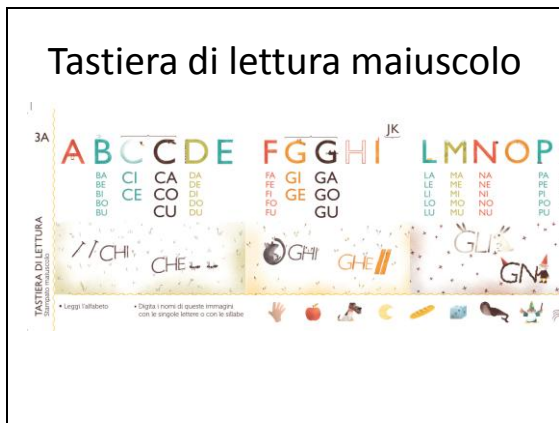 Tastiera di lettura maiuscolo
3A
JK
A B C C D E F G G H I L M N O P
BA CI CA DA FA GI GA LA MA NA PA
BE CE CO DE FE GE GO LE ME NE PE
BI CU DI FI GU LI MI NI PI
BO DO FO LO MO NO PO
BU DU FU LU MU NU PU
CHI CHE GHI GHE GLI GN
TASTIERA DI LETTURA
Stampato maiuscolo
• Leggi l'alfabeto
• Digita i nomi di queste immagini
con le singole lettere o con le sillabe